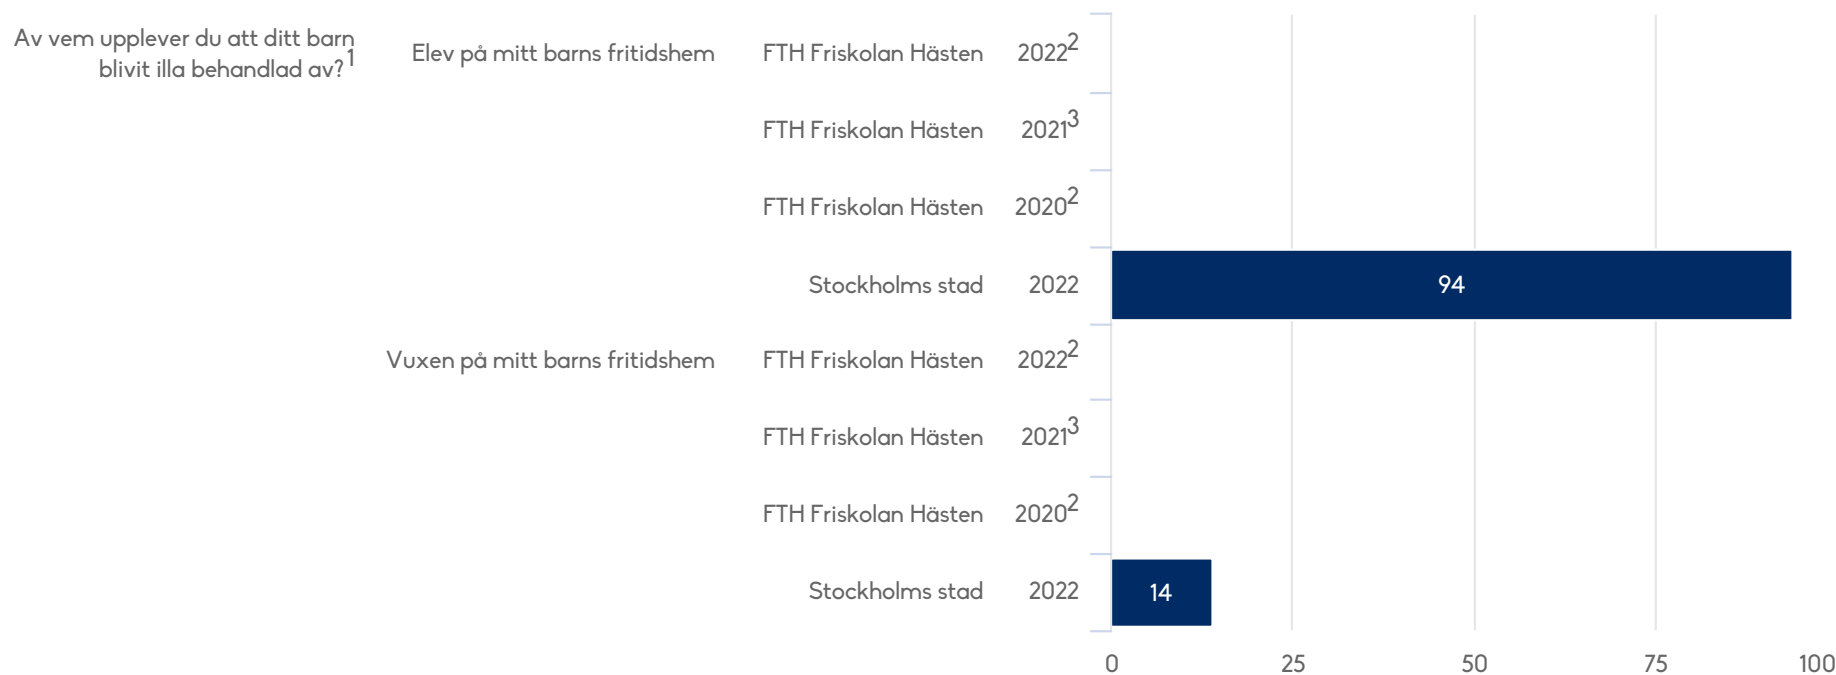 Av vem upplever du att ditt barn
blivit illa behandlad av?1
Elev på mitt barns fritidshem FTH Friskolan Hästen 20222
FTH Friskolan Hästen 20213
FTH Friskolan Hästen 20202
Stockholms stad 2022 94
Vuxen på mitt barns fritidshem FTH Friskolan Hästen 20222
FTH Friskolan Hästen 20213
FTH Friskolan Hästen 20202
Stockholms stad 2022 14
0 25 50 75 100